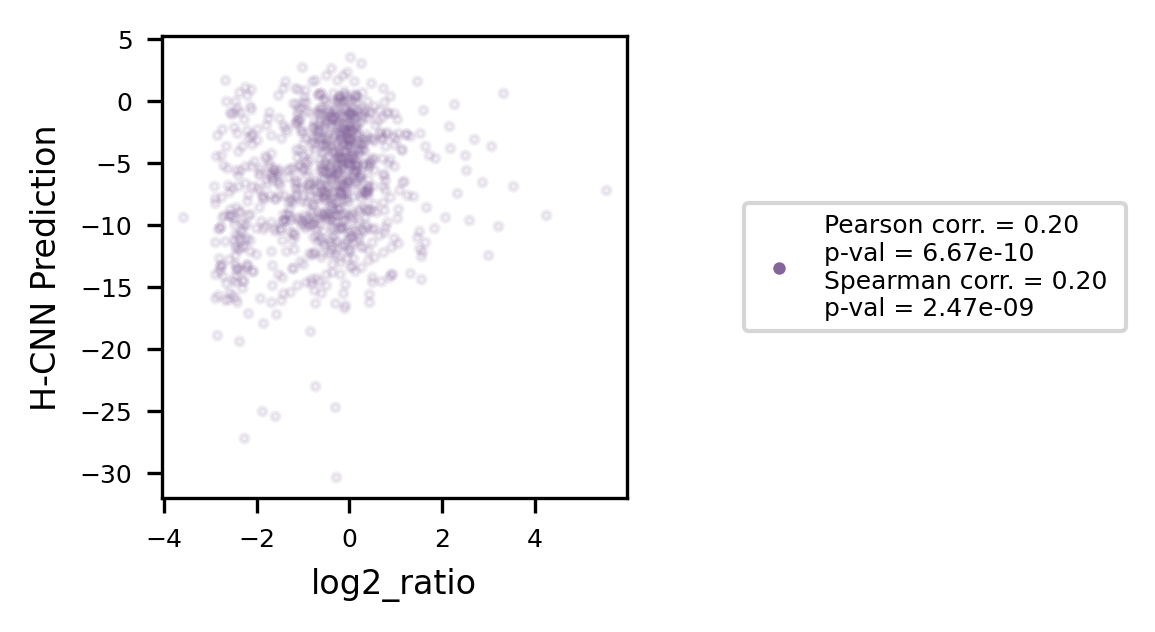 5
0
−5
−10
−15
−20
−25
−30
H-CNN Prediction
−4
−2
0
2
4
log2_ratio
Pearson corr. = 0.20
p-val = 6.67e-10
Spearman corr. = 0.20
p-val = 2.47e-09